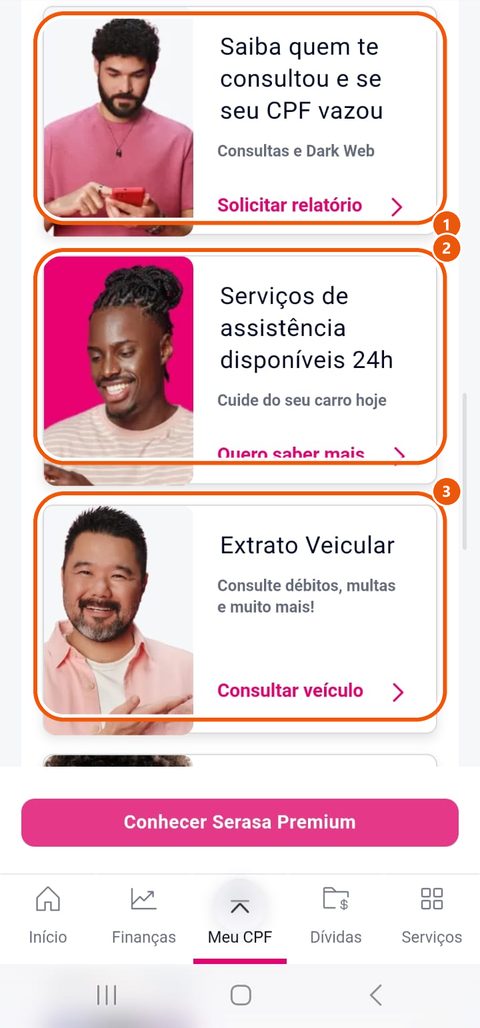 Saiba quem te
consultou e se
seu CPF vazou
Consultas e Dark Web
Solicitar relatório
1
2
Serviços de
assistência
disponíveis 24h
Cuide do seu carro hoje
Quero saber mais
3
Extrato Veicular
Consulte débitos, multas
e muito mais!
Consultar veículo
Conhecer Serasa Premium
$
Início Finanças Meu CPF Dívidas Serviços